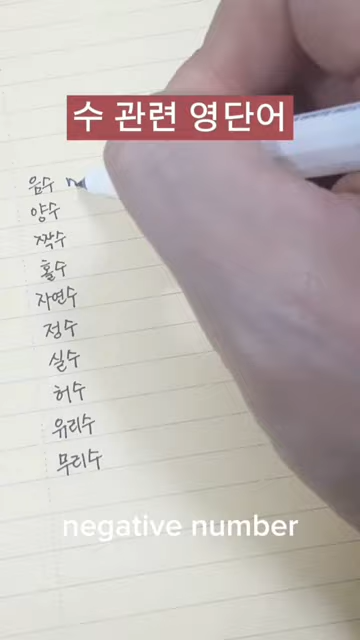 수 관련 영단어
음수 n
양수
짝수
홀수
자연수
정수
실수
허수
유리수
무리수
negative number